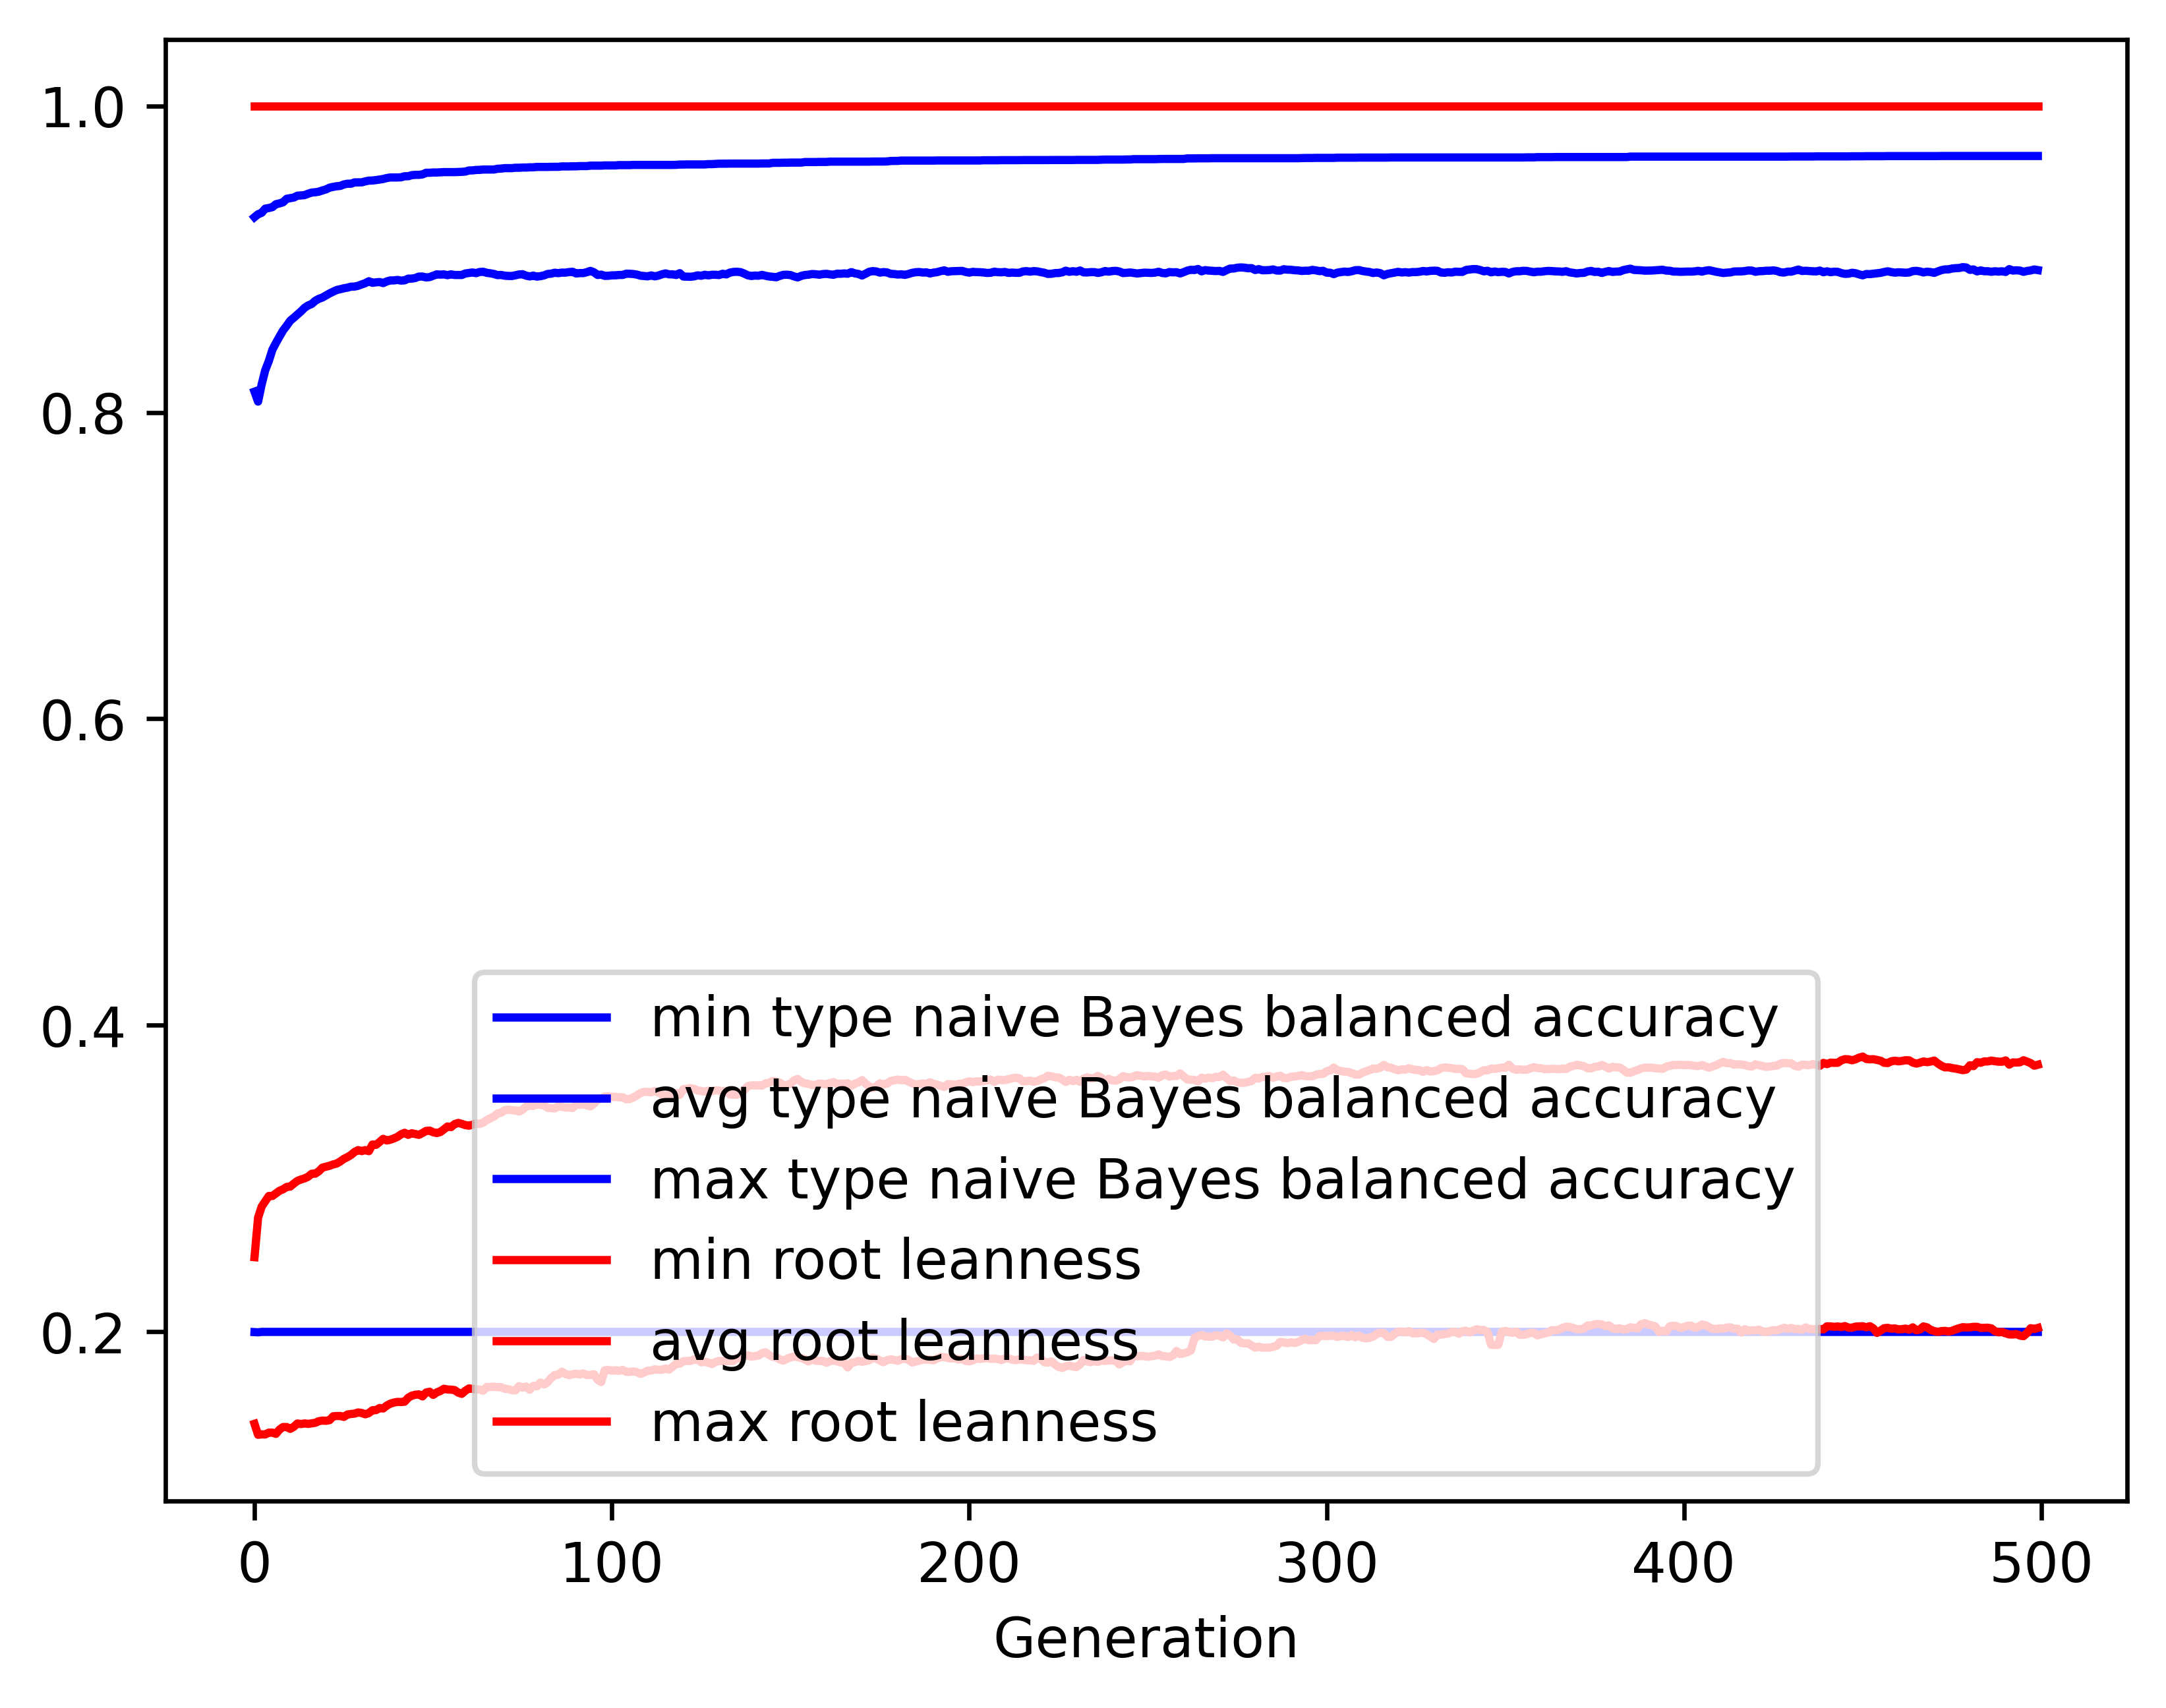 1.0
0.8
0.6
0.4
0.2
min type naive Bayes balanced accuracy
avg type naive Bayes balanced accuracy
max type naive Bayes balanced accuracy
min root leanness
avg root leanness
max root leanness
0 100 200 300 400 500
Generation